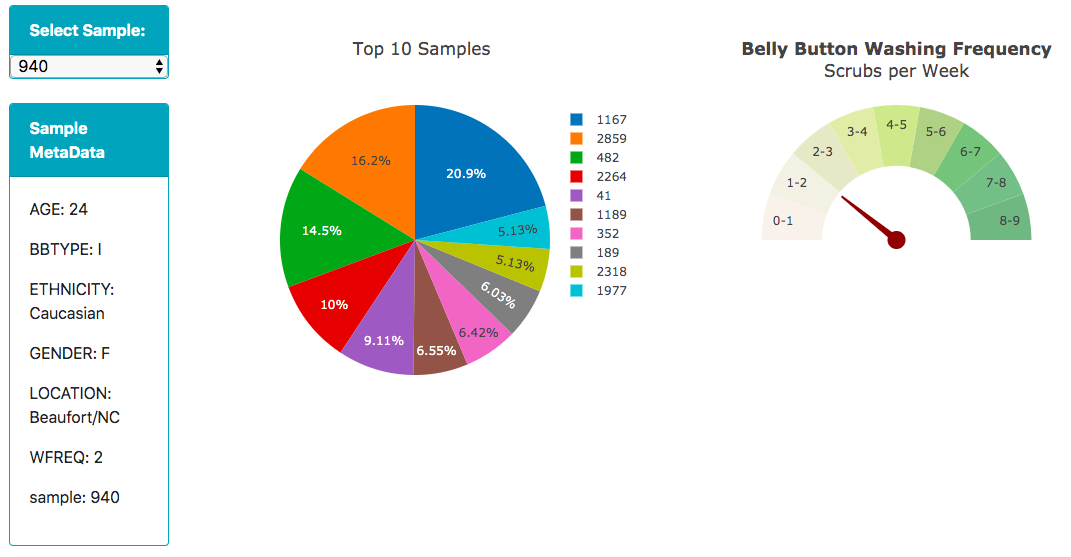 Select Sample:
940
Sample
MetaData
AGE: 24
BBTYPE: I
ETHNICITY:
Caucasian
GENDER: F
LOCATION:
Beaufort/NC
WFREQ: 2
sample: 940
Top 10 Samples
20.9%
16.2%
14.5%
10%
9.11%
6.55%
6.42%
6.03%
5.13%
5.13%
1167
2859
482
2264
41
1189
352
189
2318
1977
Belly Button Washing Frequency
Scrubs per Week
0-1
1-2
2-3
3-4
4-5
5-6
6-7
7-8
8-9